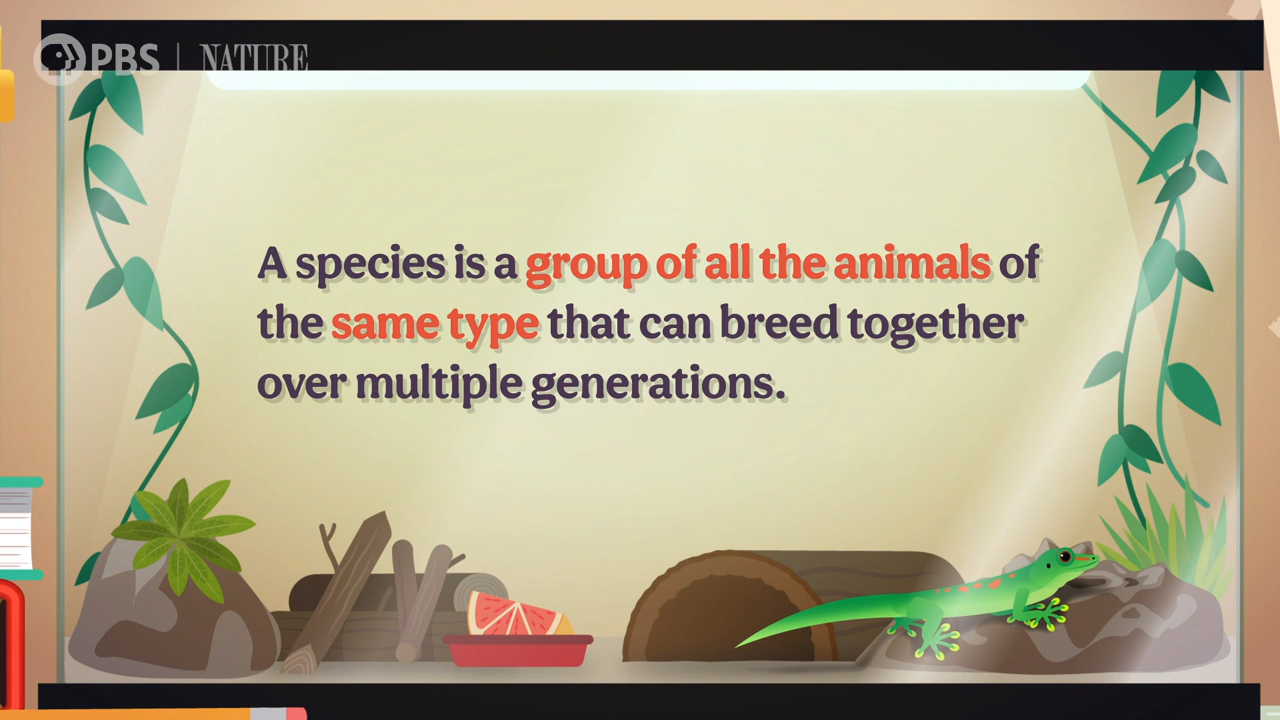 PBS | NATURE
A species is a group of all the animals of
the same type that can breed together
over multiple generations.